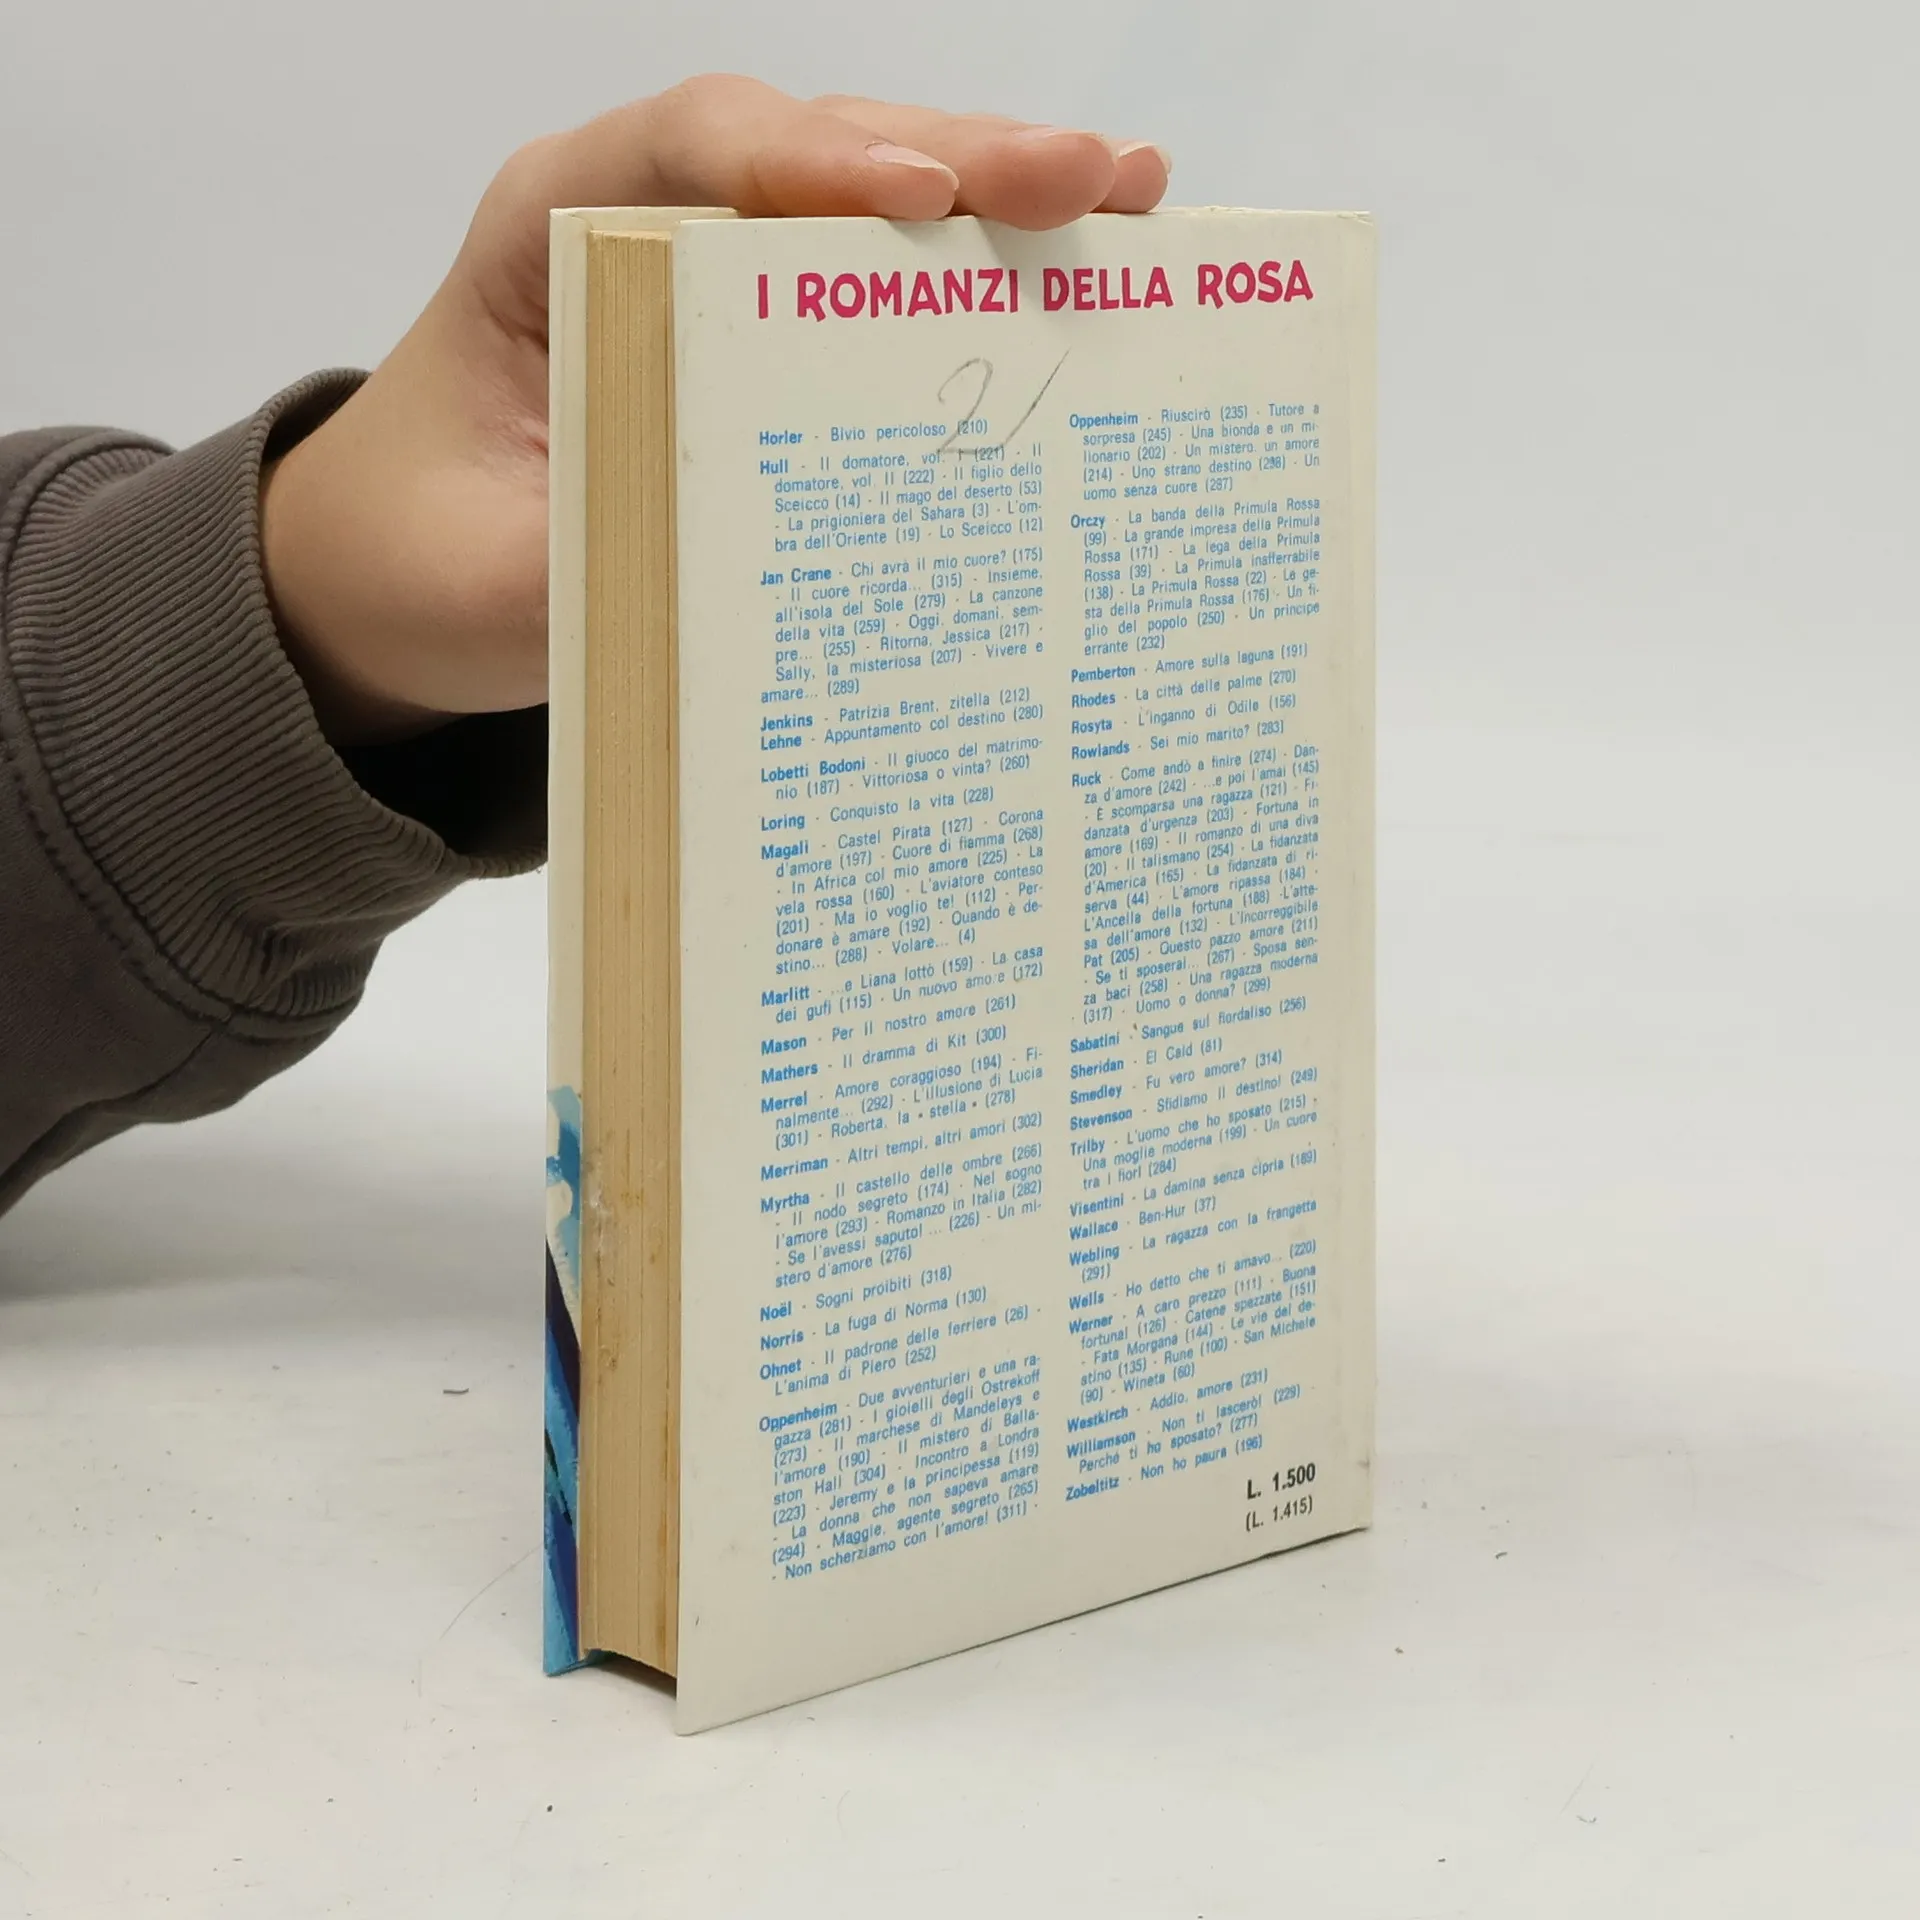 I ROMANZI DELLA ROSA
2/
Horler - Bivio pericoloso (210)
Hull - Il domatore, vol. I (221) - Il
domatore, vol. II (222) - Il figlio dello
Sceicco (14) - Il mago del deserto (53)
- La prigioniera del Sahara (3) - L'om-
bra dell'Oriente (19) - Lo Sceicco (12)
Jan Crane - Chi avrà il mio cuore? (175)
- Il cuore ricorda... (315) - Insieme,
all'isola del Sole (279) - La canzone
della vita (259) - Oggi, domani, sem-
pre... (255) - Ritorna, Jessica (217) -
Sally, la misteriosa (207) - Vivere e
amare... (289)
Jenkins - Patrizia Brent, zitella (212)
Lehne - Appuntamento col destino (280)
Lobetti Bodoni - Il giuoco del matrimo-
nio (187) - Vittoriosa o vinta? (260)
Loring - Conquisto la vita (228)
Magali - Castel Pirata (127) - Corona
d'amore (197) - Cuore di fiamma (268)
- In Africa col mio amore (225) - La
vela rossa (160) - L'aviatore conteso
(201) - Ma io voglio te! (112) - Per-
donare è amare (192) - Quando è de-
stino... (288) - Volare... (4)
Marlitt - ...e Liana lottò (159) - La casa
dei gufi (115) - Un nuovo amore (172)
Mason - Per il nostro amore (261)
Mathers - Il dramma di Kit (300)
Merrel - Amore coraggioso (194) - Fi-
nalmente... (292) - L'illusione di Lucia
(301) - Roberta, la « stella » (278)
Merriman - Altri tempi, altri amori (302)
Myrtha - Il castello delle ombre (266)
- Il nodo segreto (174) - Nel sogno
l'amore (293) - Romanzo in Italia (282)
- Se l'avessi saputo! ... (226) - Un mi-
stero d'amore (276)
Noël - Sogni proibiti (318)
Norris - La fuga di Norma (130)
Ohnet - Il padrone delle ferriere (26) -
L'anima di Piero (252)
Oppenheim - Due avventurieri e una ra-
gazza (281) - I gioielli degli Ostrekoff
(273) - Il marchese di Mandeleys e
l'amore (190) - Il mistero di Balla-
ston Hall (304) - Incontro a Londra
(223) - Jeremy e la principessa (119)
- La donna che non sapeva amare
(294) - Maggie, agente segreto (265)
- Non scherziamo con l'amore! (311) -
Oppenheim - Riuscirò (235) - Tutore a
sorpresa (245) - Una bionda e un mi-
lionario (202) - Un mistero, un amore
(214) - Uno strano destino (298) - Un
uomo senza cuore (287)
Orczy - La banda della Primula Rossa
(99) - La grande impresa della Primula
Rossa (171) - La lega della Primula
Rossa (39) - La Primula inafferrabile
(138) - La Primula Rossa (22) - Le ge-
sta della Primula Rossa (176) - Un fi-
glio del popolo (250) - Un principe
errante (232)
Pemberton - Amore sulla laguna (191)
Rhodes - La città delle palme (270)
Rosyta - L'inganno di Odile (156)
Rowlands - Sei mio marito? (283)
Ruck - Come andò a finire (274) - Dan-
za d'amore (242) - ...e poi l'amai (145)
- È scomparsa una ragazza (121) - Fi-
danzata d'urgenza (203) - Fortuna in
amore (169) - Il romanzo di una diva
(20) - Il talismano (254) - La fidanzata
d'America (165) - La fidanzata di ri-
serva (44) - L'amore ripassa (184) -
L'Ancella della fortuna (188) -L'atte-
sa dell'amore (132) - L'incorreggibile
Pat (205) - Questo pazzo amore (211)
- Se ti sposerai... (267) - Sposa sen-
za baci (258) - Una ragazza moderna
- (317) - Uomo o donna? (299)
Sabatini - Sangue sul fiordaliso (256)
Sheridan - El Caid (81)
Smedley - Fu vero amore? (314)
Stevenson - Sfidiamo il destino! (249)
Trilby - L'uomo che ho sposato (215) -
Una moglie moderna (199) - Un cuore
tra i fiori (284)
Visentini - La damina senza cipria (189)
Wallace - Ben-Hur (37)
Webling - La ragazza con la frangetta
(291)
Wells - Ho detto che ti amavo... (220)
Werner - A caro prezzo (111) - Buona
fortuna! (126) - Catene spezzate (151)
- Fata Morgana (144) - Le vie del de-
stino (135) - Rune (100) - San Michele
(90) - Wineta (60)
Westkirch - Addio, amore (231)
Williamson - Non ti lascerò! (229)
Perché ti ho sposato? (277)
Zobeltitz - Non ho paura (196)
L. 1.500
(L. 1.415)